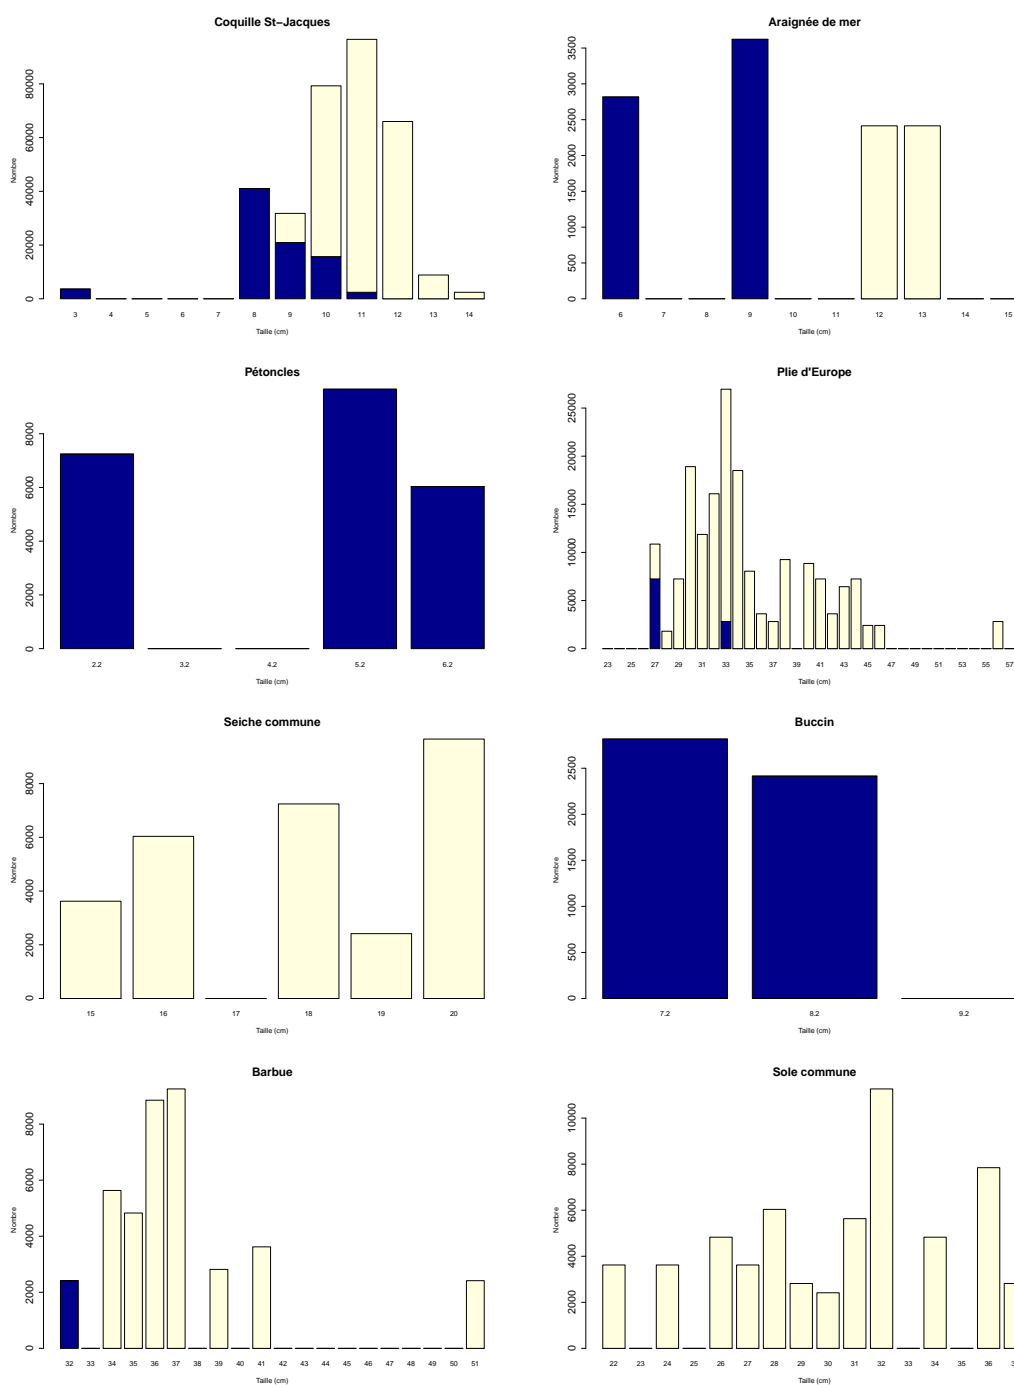 Coquille St−Jacques
Nombre
0 20000 40000 60000 80000
3 4 5 6 7 8 9 10 11 12 13 14
Taille (cm)
Araignée de mer
Nombre
0 500 1000 1500 2000 2500 3000 3500
6 7 8 9 10 11 12 13 14 15
Taille (cm)
Pétoncles
Nombre
0 2000 4000 6000 8000
2.2 3.2 4.2 5.2 6.2
Taille (cm)
Plie d'Europe
Nombre
0 5000 10000 15000 20000 25000
23 25 27 29 31 33 35 37 39 41 43 45 47 49 51 53 55 57
Taille (cm)
Seiche commune
Nombre
0 2000 4000 6000 8000
15 16 17 18 19 20
Taille (cm)
Buccin
Nombre
0 500 1000 1500 2000 2500
7.2 8.2 9.2
Taille (cm)
Barbue
Nombre
0 2000 4000 6000 8000
32 33 34 35 36 37 38 39 40 41 42 43 44 45 46 47 48 49 50 51
Taille (cm)
Sole commune
Nombre
0 2000 4000 6000 8000 10000
22 23 24 25 26 27 28 29 30 31 32 33 34 35 36
Taille (cm)